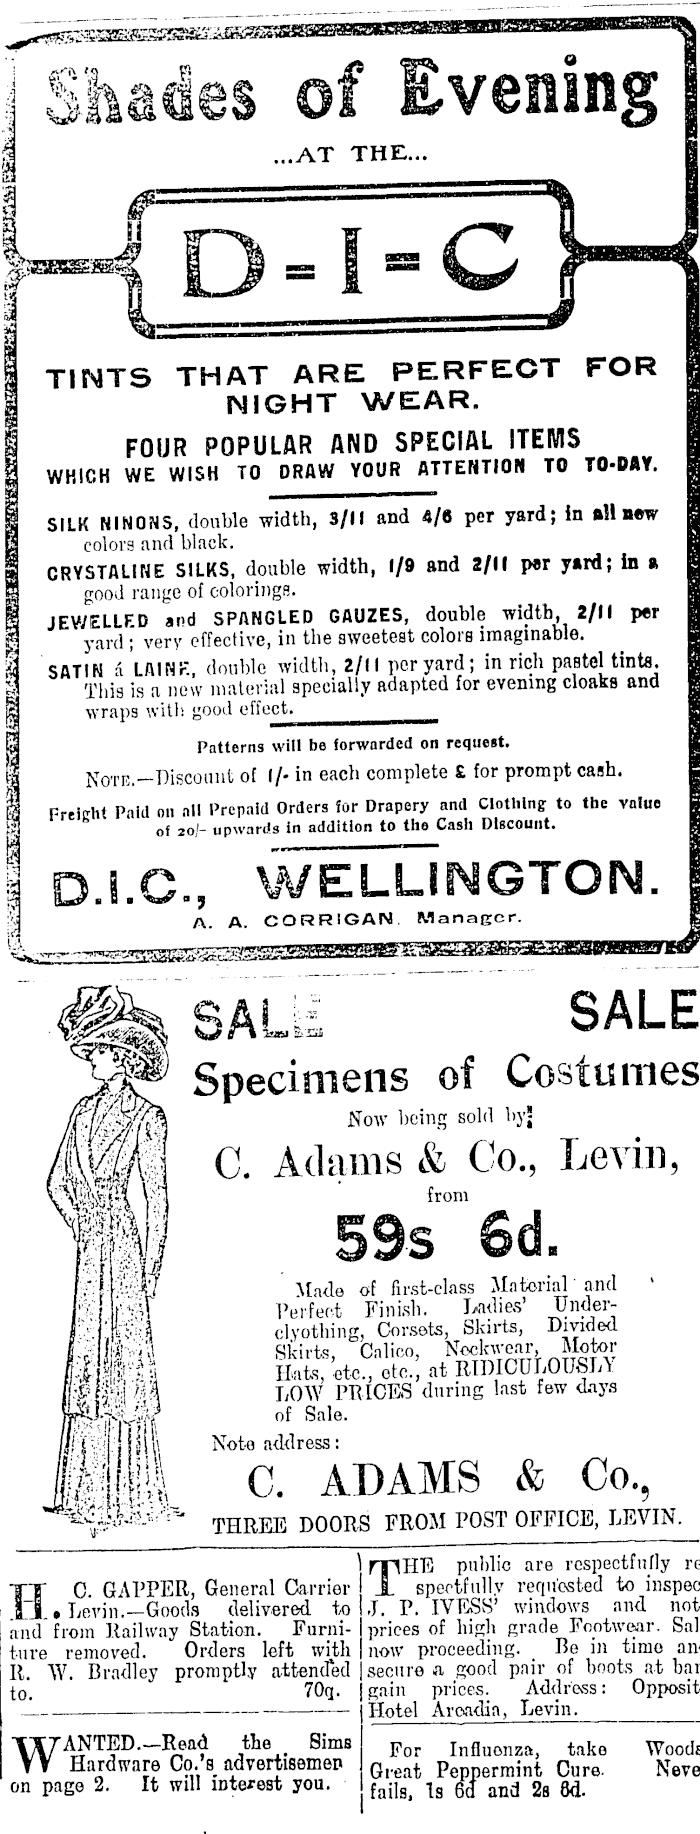 Shades of Evening
...AT THE...
D=I=C
TINTS THAT ARE PERFECT FOR
NIGHT WEAR.
FOUR POPULAR AND SPECIAL ITEMS
WHICH WE WISH TO DRAW YOUR ATTENTION TO TO-DAY.
SILK NINONS, double width, 3/11 and 4/6 per yard; in all new
colors and black.
CRYSTALINE SILKS, double width, 1/9 and 2/11 per yard; in a
good range of colorings.
JEWELLED and SPANGLED GAUZES, double width, 2/11 per
yard; very effective, in the sweetest colors imaginable.
SATIN á LAINE, double width, 2/11 per yard; in rich pastel tints.
This is a new material specially adapted for evening cloaks and
wraps with good effect.
Patterns will be forwarded on request.
NOTE.—Discount of 1/- in each complete £ for prompt cash.
Freight Paid on all Prepaid Orders for Drapery and Clothing to the value
of 20/- upwards in addition to the Cash Discount.
D.I.C., WELLINGTON.
A. A. CORRIGAN, Manager.
SALE SALE
Specimens of Costumes
Now being sold by
C. Adams & Co., Levin,
from
59s 6d.
Made of first-class Material and
Perfect Finish. Ladies' Under-
clyothing, Corsets, Skirts, Divided
Skirts, Calico, Neckwear, Motor
Hats, etc., etc., at RIDICULOUSLY
LOW PRICES during last few days
of Sale.
Note address:
C. ADAMS & Co.,
THREE DOORS FROM POST OFFICE, LEVIN.
H. C. GAPPER, General Carrier
Levin.—Goods delivered to
and from Railway Station. Furni-
ture removed. Orders left with
R. W. Bradley promptly attended
to. 70q.
WANTED.—Read the Sims
Hardware Co.'s advertisemen
on page 2. It will interest you.
THE public are respectfully re
spectfully requested to inspec
J. P. IVESS' windows and not
prices of high grade Footwear. Sal
now proceeding. Be in time an
secure a good pair of boots at bar
gain prices. Address: Opposit
Hotel Arcadia, Levin.
For Influenza, take Woods
Great Peppermint Cure. Neve
fails, 1s 6d and 2s 6d.